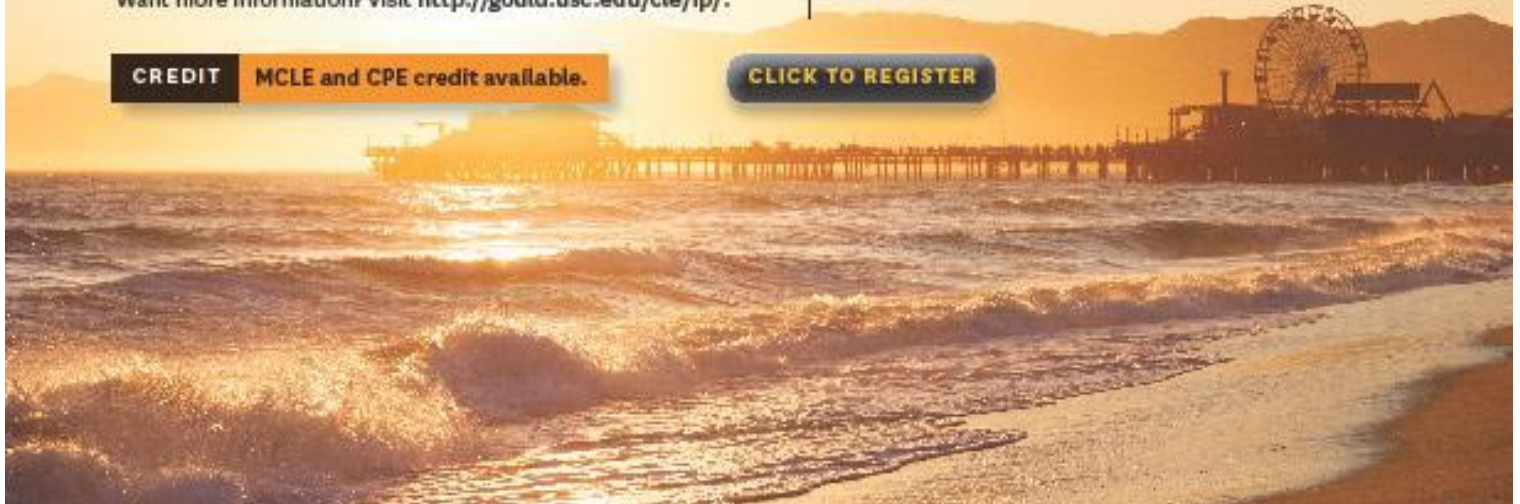 Want more information? Visit http://gould.usc.edu/cle/ip/.
CREDIT MCLE and CPE credit available.
CLICK TO REGISTER